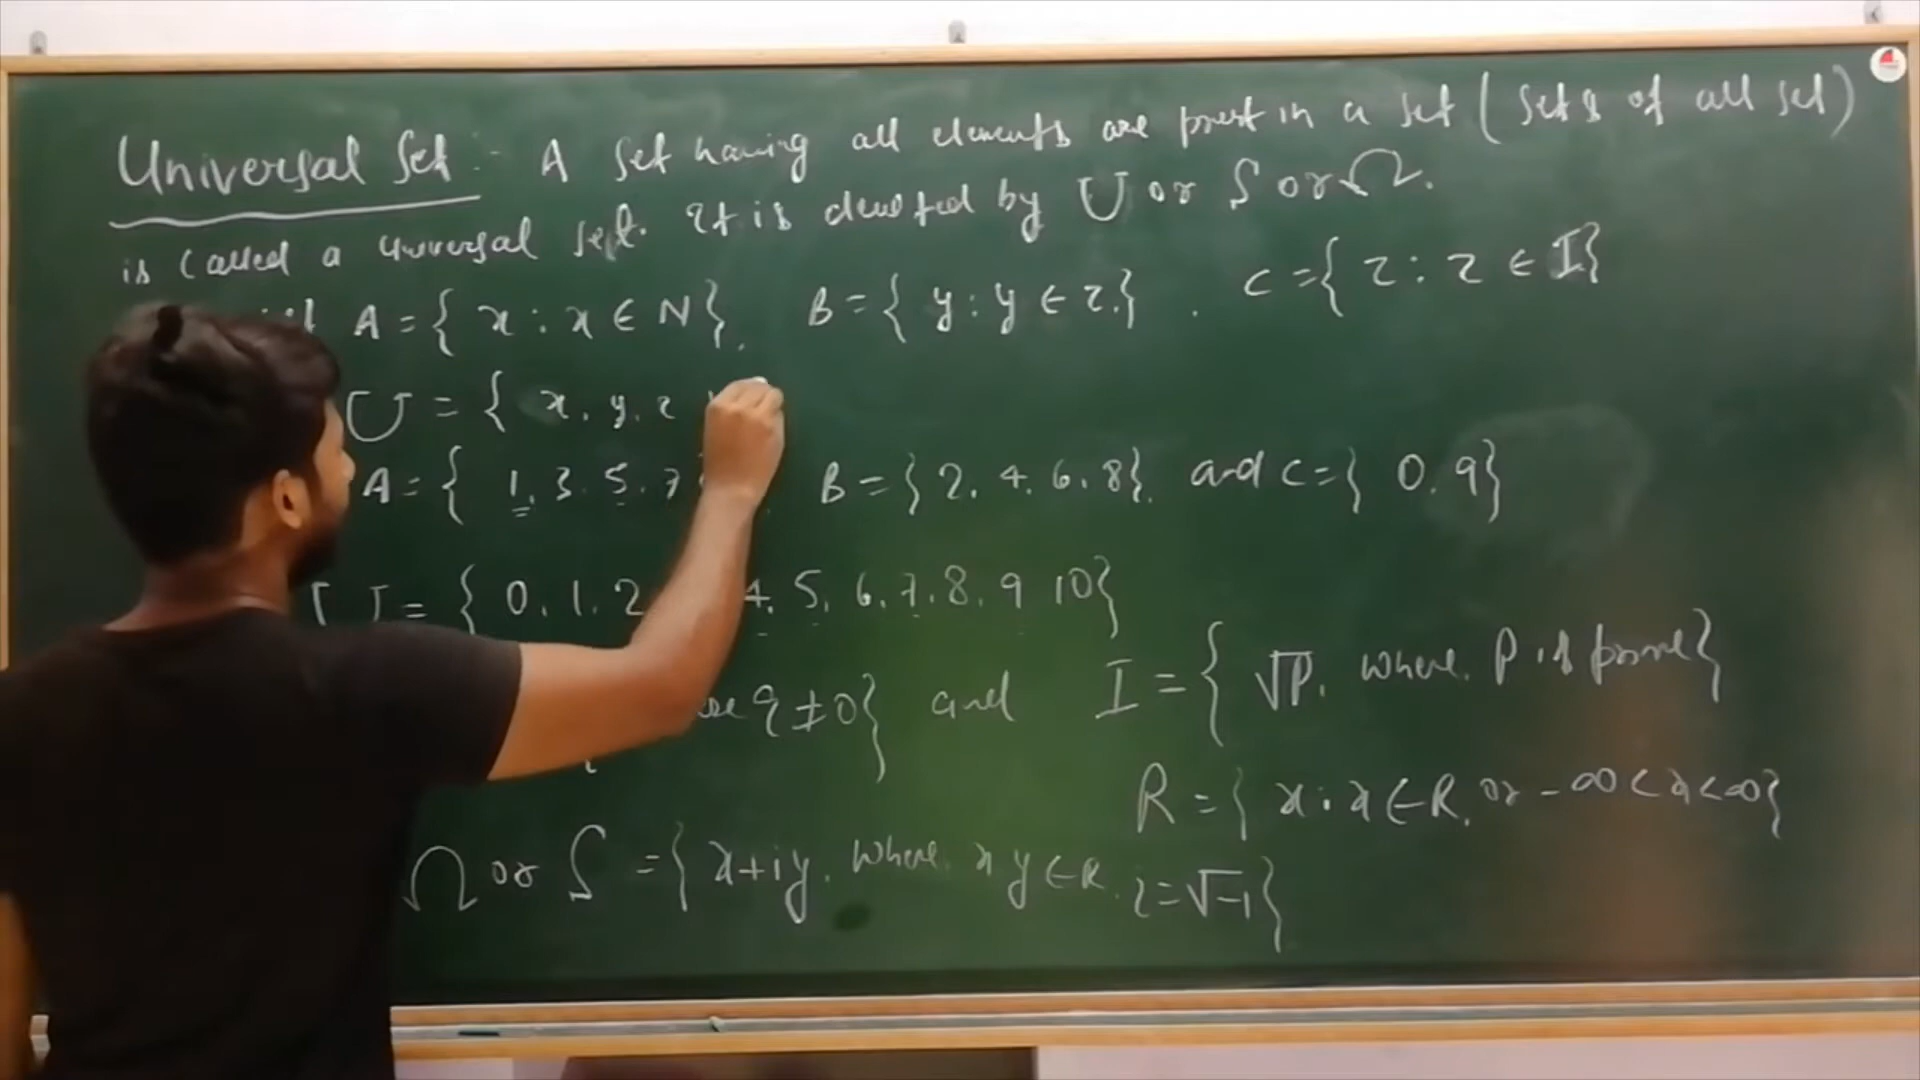 Universal Set :- A Set having all elements are prest in a set ( Sets of all set )
is called a universal set. It is denoted by U or S or Ω.
let A = { x : x ∈ N }. B = { y : y ∈ z. } . C = { z : z ∈ I }
U = { x, y, z
A = { 1, 3, 5, 7 B = { 2, 4, 6, 8 }. and C = { 0, 9 }
U = { 0, 1, 2 4, 5, 6, 7, 8, 9 10 }
q ≠ 0 } and I = { √P, where P is prime }
R = { x : x ∈ R, or -∞ < x < ∞ }
Ω or S = { x + iy, where x y ∈ R, i = √-1 }